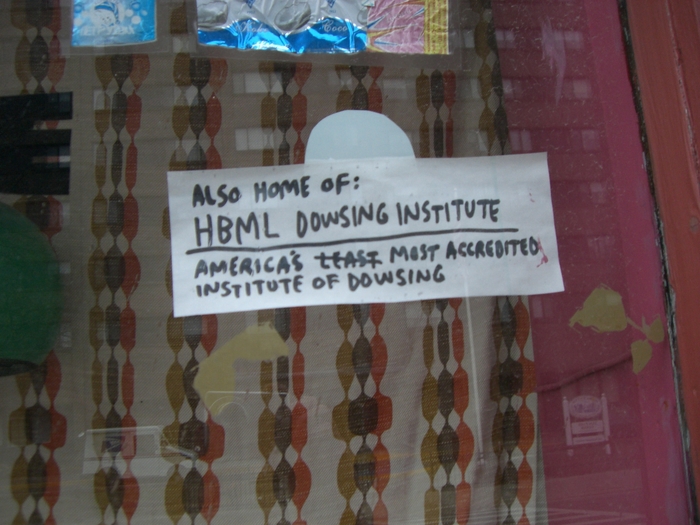 ALSO HOME OF:
HBML DOWSING INSTITUTE
AMERICA'S LEAST MOST ACCREDITED
INSTITUTE OF DOWSING